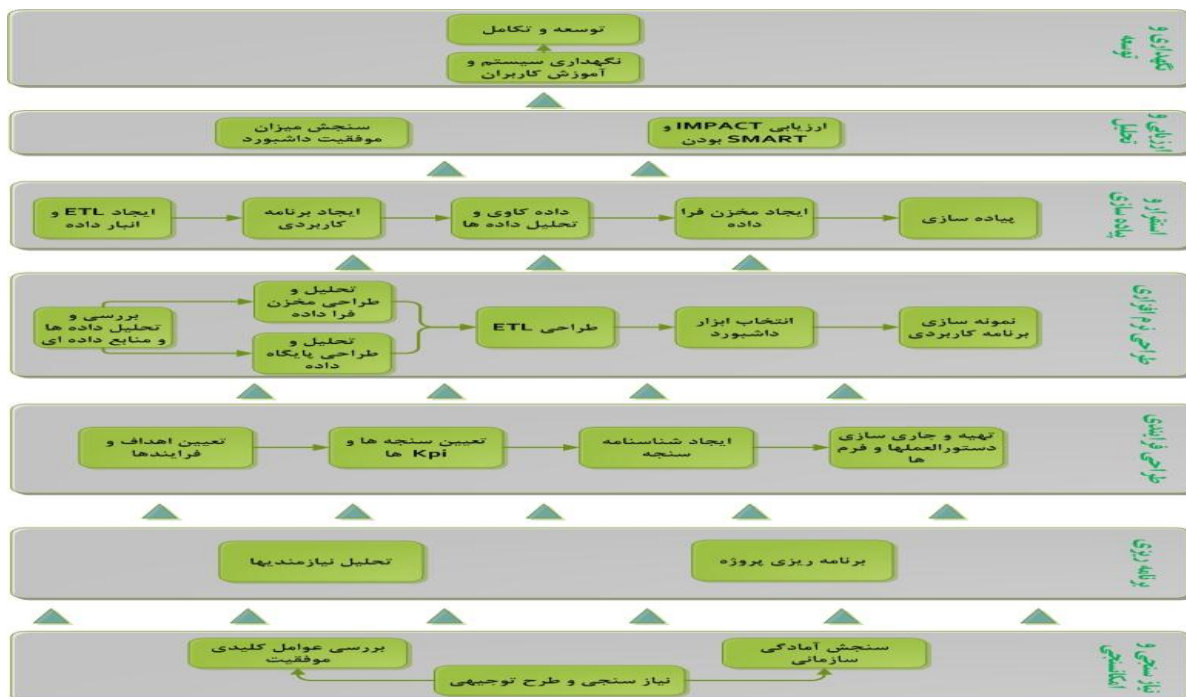 توسعه و تکامل
نگهداری سیستم و
آموزش کاربران
نگهداری و
توسعه
ارزیابی IMPACT و
SMART بودن
سنجش میزان
موفقیت داشبورد
ارزیابی و
تحلیل
ایجاد ETL و
انبار داده
ایجاد برنامه
کاربردی
داده کاوی و
تحلیل داده ها
ایجاد مخزن فرا
داده
پیاده سازی
استقرار و
پیاده سازی
بررسی و
تحلیل داده ها
و منابع داده ای
تحلیل و
طراحی مخزن
فرا داده
تحلیل و
طراحی پایگاه
داده
طراحی ETL
انتخاب ابزار
داشبورد
نمونه سازی
برنامه کاربردی
طراحی نرم افزاری
تعیین اهداف و
فرایندها
تعیین سنجه ها و
Kpi ها
ایجاد شناسنامه
سنجه
تهیه و جاری سازی
دستورالعملها و فرم
ها
طراحی فرایندی
تحلیل نیازمندیها
برنامه ریزی پروژه
برنامه ریزی
بررسی عوامل کلیدی
موفقیت
نیاز سنجی و طرح توجیهی
سنجش آمادگی
سازمانی
نیاز سنجی و
امکانسنجی